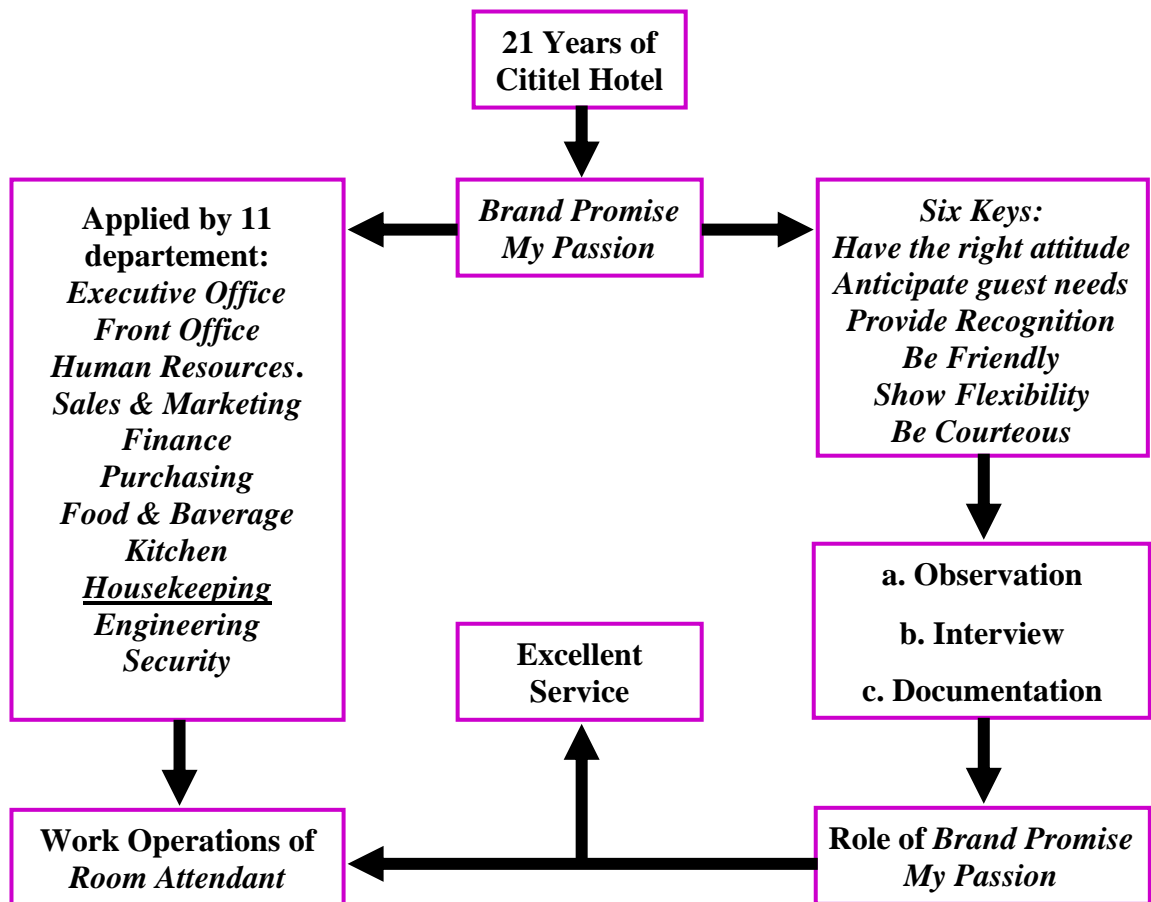 21 Years of
Cititel Hotel
Applied by 11
departement:
Executive Office
Front Office
Human Resources.
Sales & Marketing
Finance
Purchasing
Food & Baverage
Kitchen
Housekeeping
Engineering
Security
Brand Promise
My Passion
Six Keys:
Have the right attitude
Anticipate guest needs
Provide Recognition
Be Friendly
Show Flexibility
Be Courteous
a. Observation
b. Interview
c. Documentation
Excellent
Service
Work Operations of
Room Attendant
Role of Brand Promise
My Passion